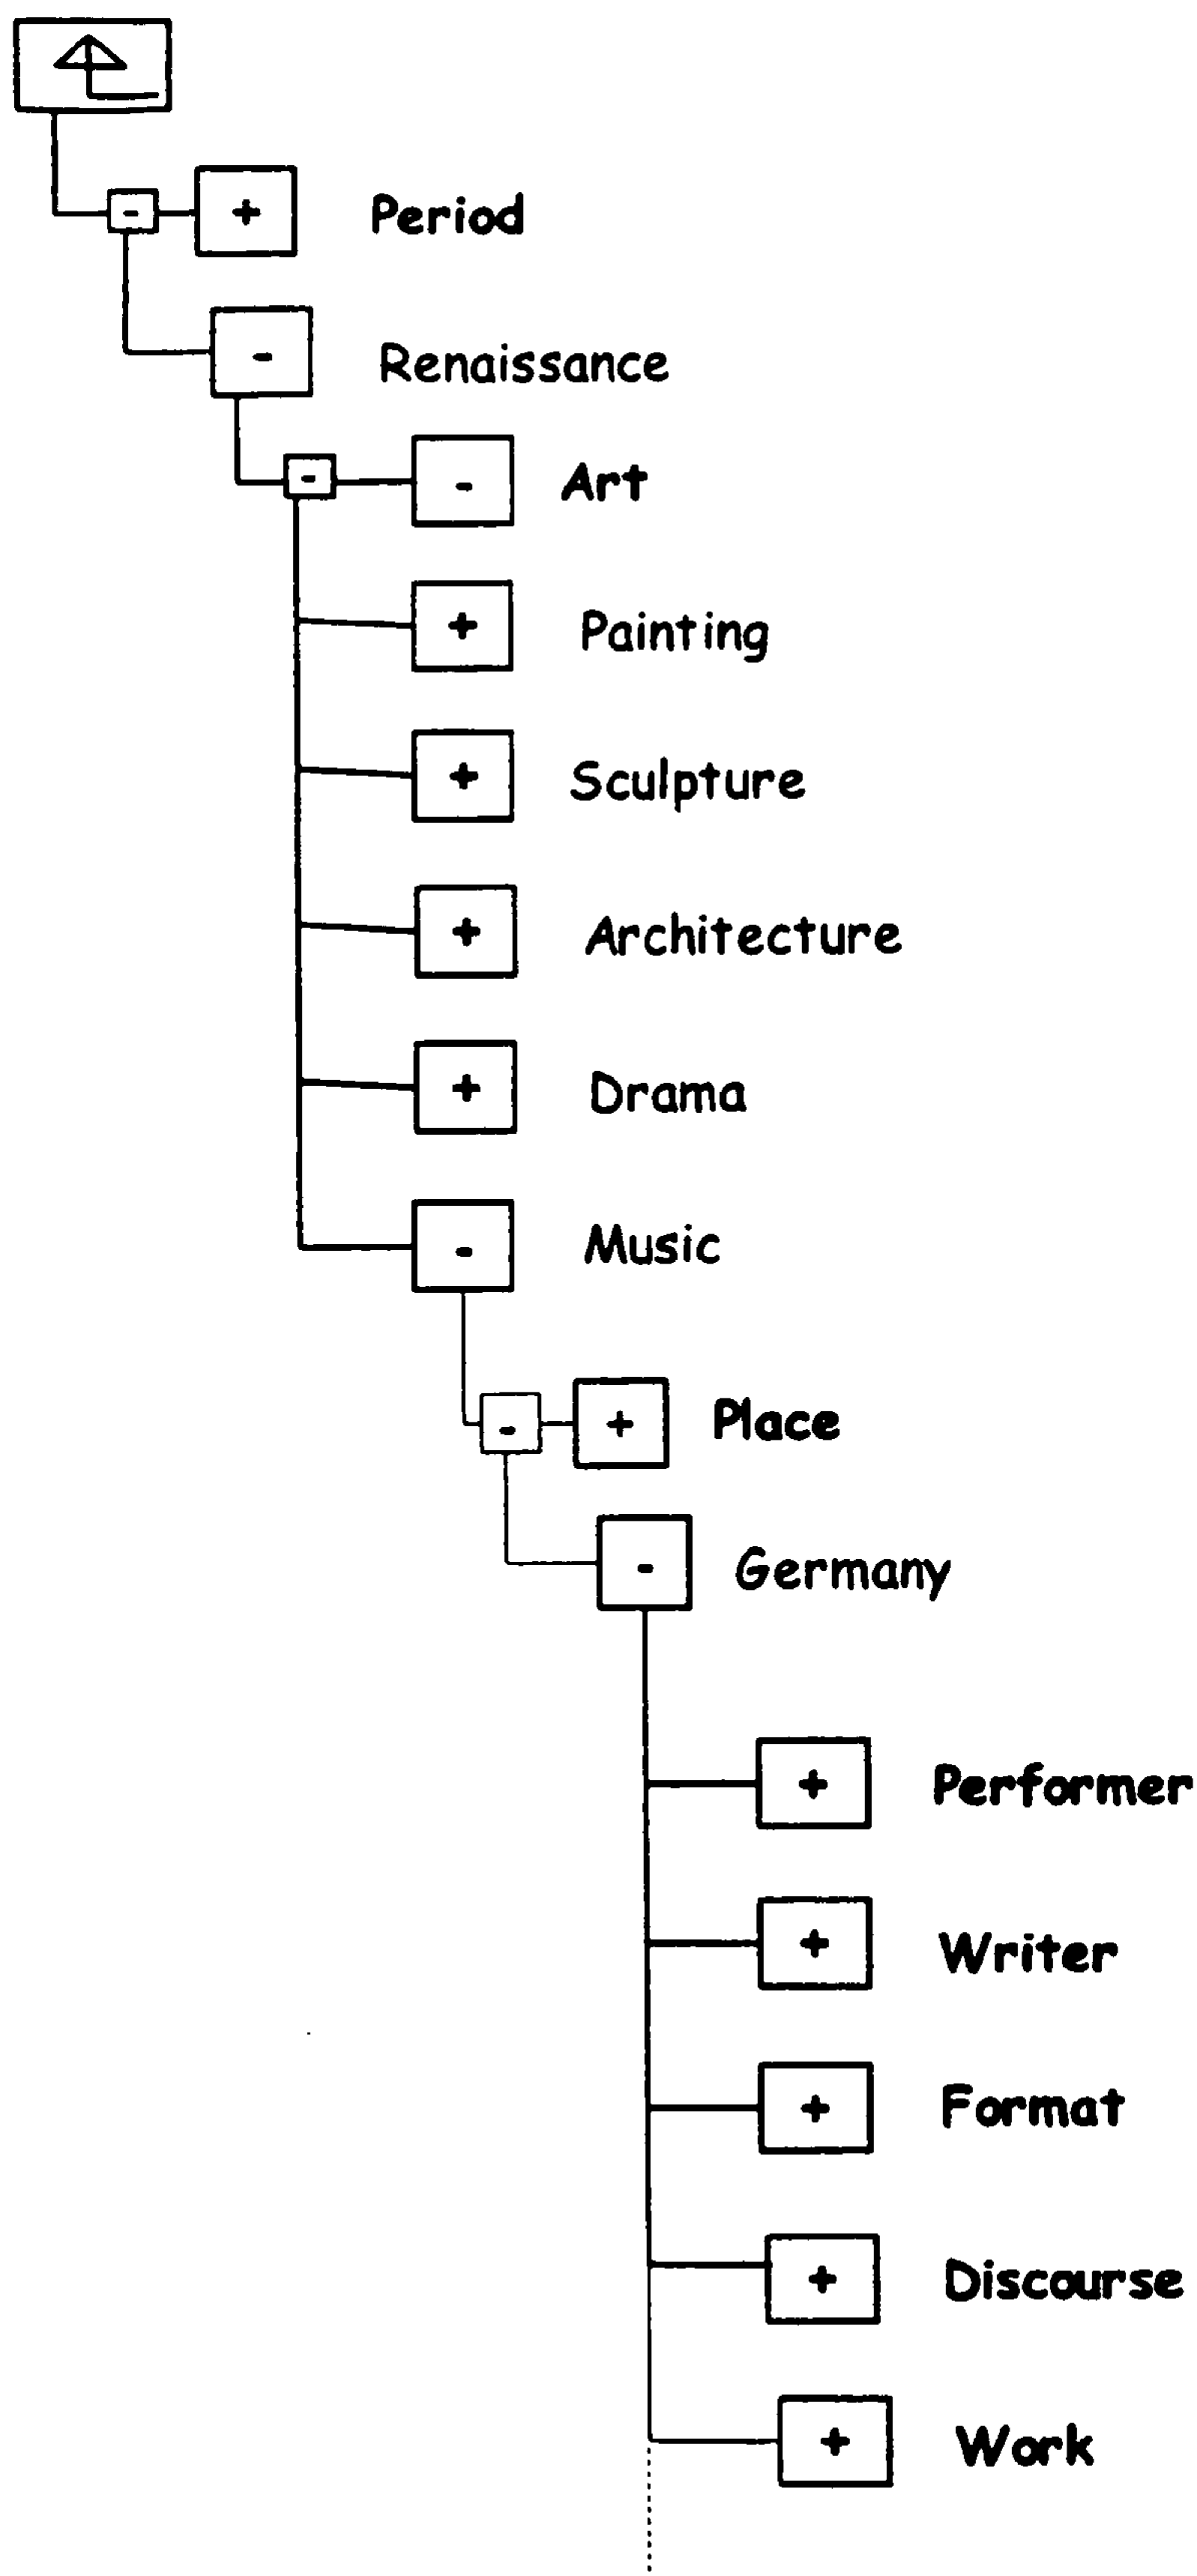 - + Period
- Renaissance
- - Art
+ Painting
+ Sculpture
+ Architecture
+ Drama
- Music
- + Place
- Germany
+ Performer
+ Writer
+ Format
+ Discourse
+ Work